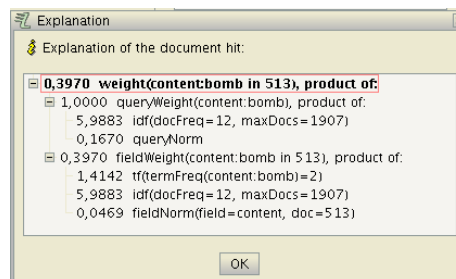 Explanation
Explanation of the document hit:
0,3970 weight(content:bomb in 513), product of:
1,0000 queryWeight(content:bomb), product of:
5,9883 idf(docFreq=12, maxDocs=1907)
0,1670 queryNorm
0,3970 fieldWeight(content:bomb in 513), product of:
1,4142 tf(termFreq(content:bomb)=2)
5,9883 idf(docFreq=12, maxDocs=1907)
0,0469 fieldNorm(field=content, doc=513)
OK